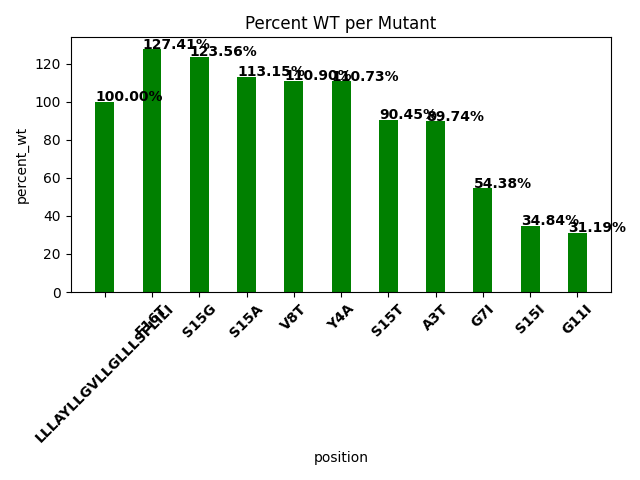 Percent WT per Mutant
percent_wt
120
100
80
60
40
20
0
100.00%
127.41%
123.56%
113.15%
110.90%
110.73%
90.45%
89.74%
54.38%
34.84%
31.19%
LLLAYLLGVLLGLLLSFLILI
F16T
S15G
S15A
V8T
Y4A
S15T
A3T
G7I
S15I
G11I
position